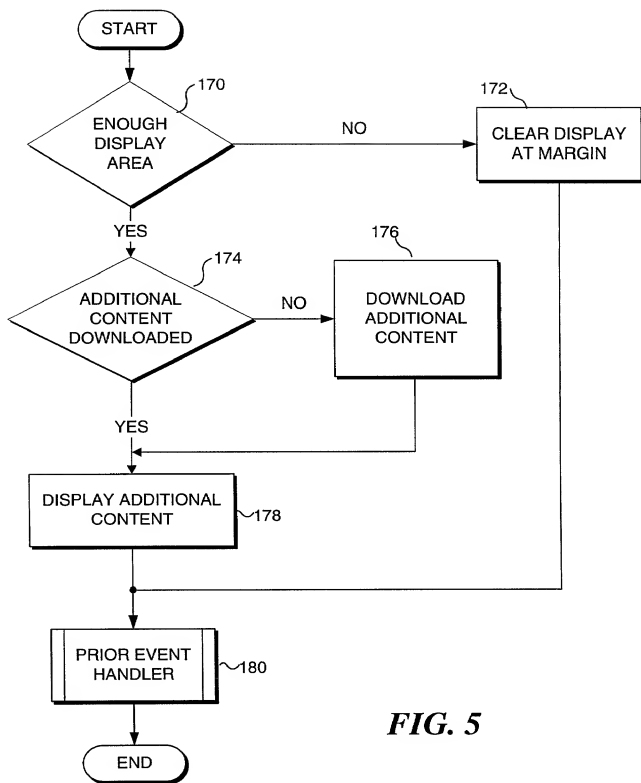 START
170
ENOUGH
DISPLAY
AREA
NO
172
CLEAR DISPLAY
AT MARGIN
YES
174
ADDITIONAL
CONTENT
DOWNLOADED
NO
176
DOWNLOAD
ADDITIONAL
CONTENT
YES
DISPLAY ADDITIONAL
CONTENT
178
PRIOR EVENT
HANDLER
180
END
FIG. 5